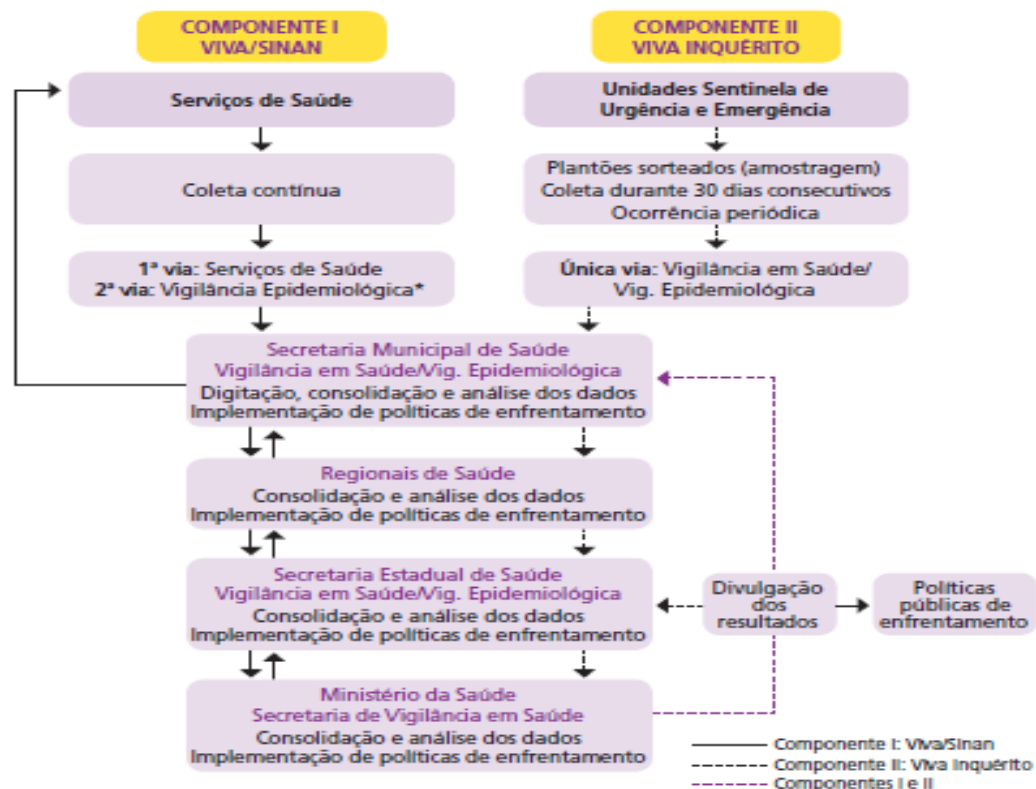 COMPONENTE I
VIVA/SINAN
COMPONENTE II
VIVA INQUÉRITO
Serviços de Saúde
Unidades Sentinela de
Urgência e Emergência
Coleta contínua
Plantões sorteados (amostragem)
Coleta durante 30 dias consecutivos
Ocorrência periódica
1ª via: Serviços de Saúde
2ª via: Vigilância Epidemiológica*
Única via: Vigilância em Saúde/
Vig. Epidemiológica
Secretaria Municipal de Saúde
Vigilância em Saúde/Vig. Epidemiológica
Digitação, consolidação e análise dos dados
Implementação de políticas de enfrentamento
Regionais de Saúde
Consolidação e análise dos dados
Implementação de políticas de enfrentamento
Secretaria Estadual de Saúde
Vigilância em Saúde/Vig. Epidemiológica
Consolidação e análise dos dados
Implementação de políticas de enfrentamento
Divulgação
dos
resultados
Políticas
públicas de
enfrentamento
Ministério da Saúde
Secretaria de Vigilância em Saúde
Consolidação e análise dos dados
Implementação de políticas de enfrentamento
Componente I: Viva/Sinan
Componente II: Viva Inquérito
Componentes I e II